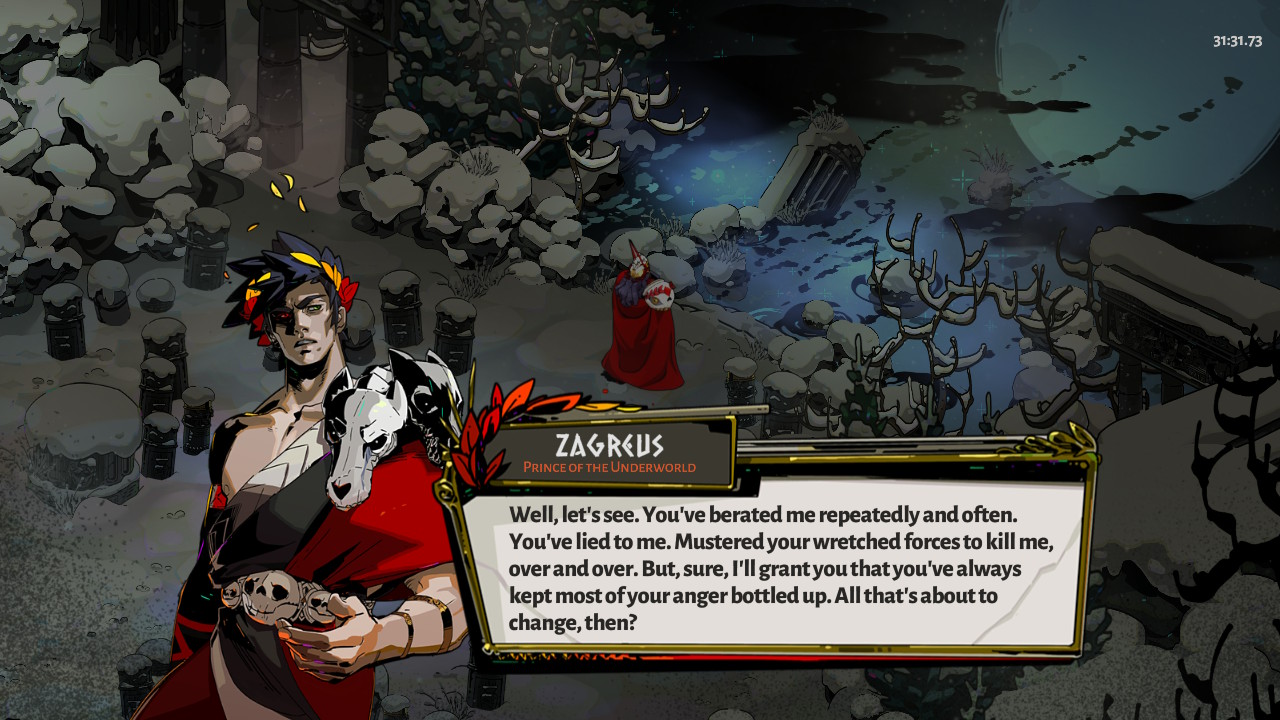 31:31.73
ZAGREUS
PRINCE OF THE UNDERWORLD
Well, let's see. You've berated me repeatedly and often.
You've lied to me. Mustered your wretched forces to kill me,
over and over. But, sure, I'll grant you that you've always
kept most of your anger bottled up. All that's about to
change, then?